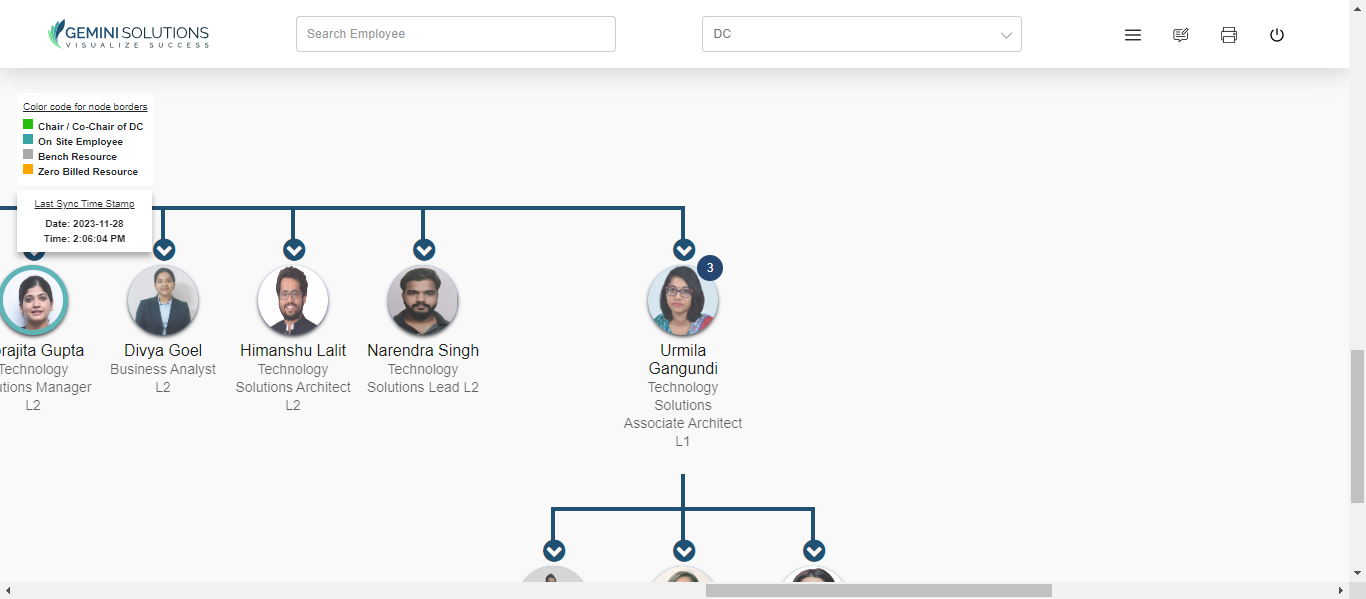 GEMINI SOLUTIONS
VISUALIZE SUCCESS
Search Employee
DC
Color code for node borders
Chair / Co-Chair of DC
On Site Employee
Bench Resource
Zero Billed Resource
Last Sync Time Stamp
Date: 2023-11-28
Time: 2:06:04 PM
3
rajita Gupta
Technology
utions Manager
L2
Divya Goel
Business Analyst
L2
Himanshu Lalit
Technology
Solutions Architect
L2
Narendra Singh
Technology
Solutions Lead L2
Urmila
Gangundi
Technology
Solutions
Associate Architect
L1